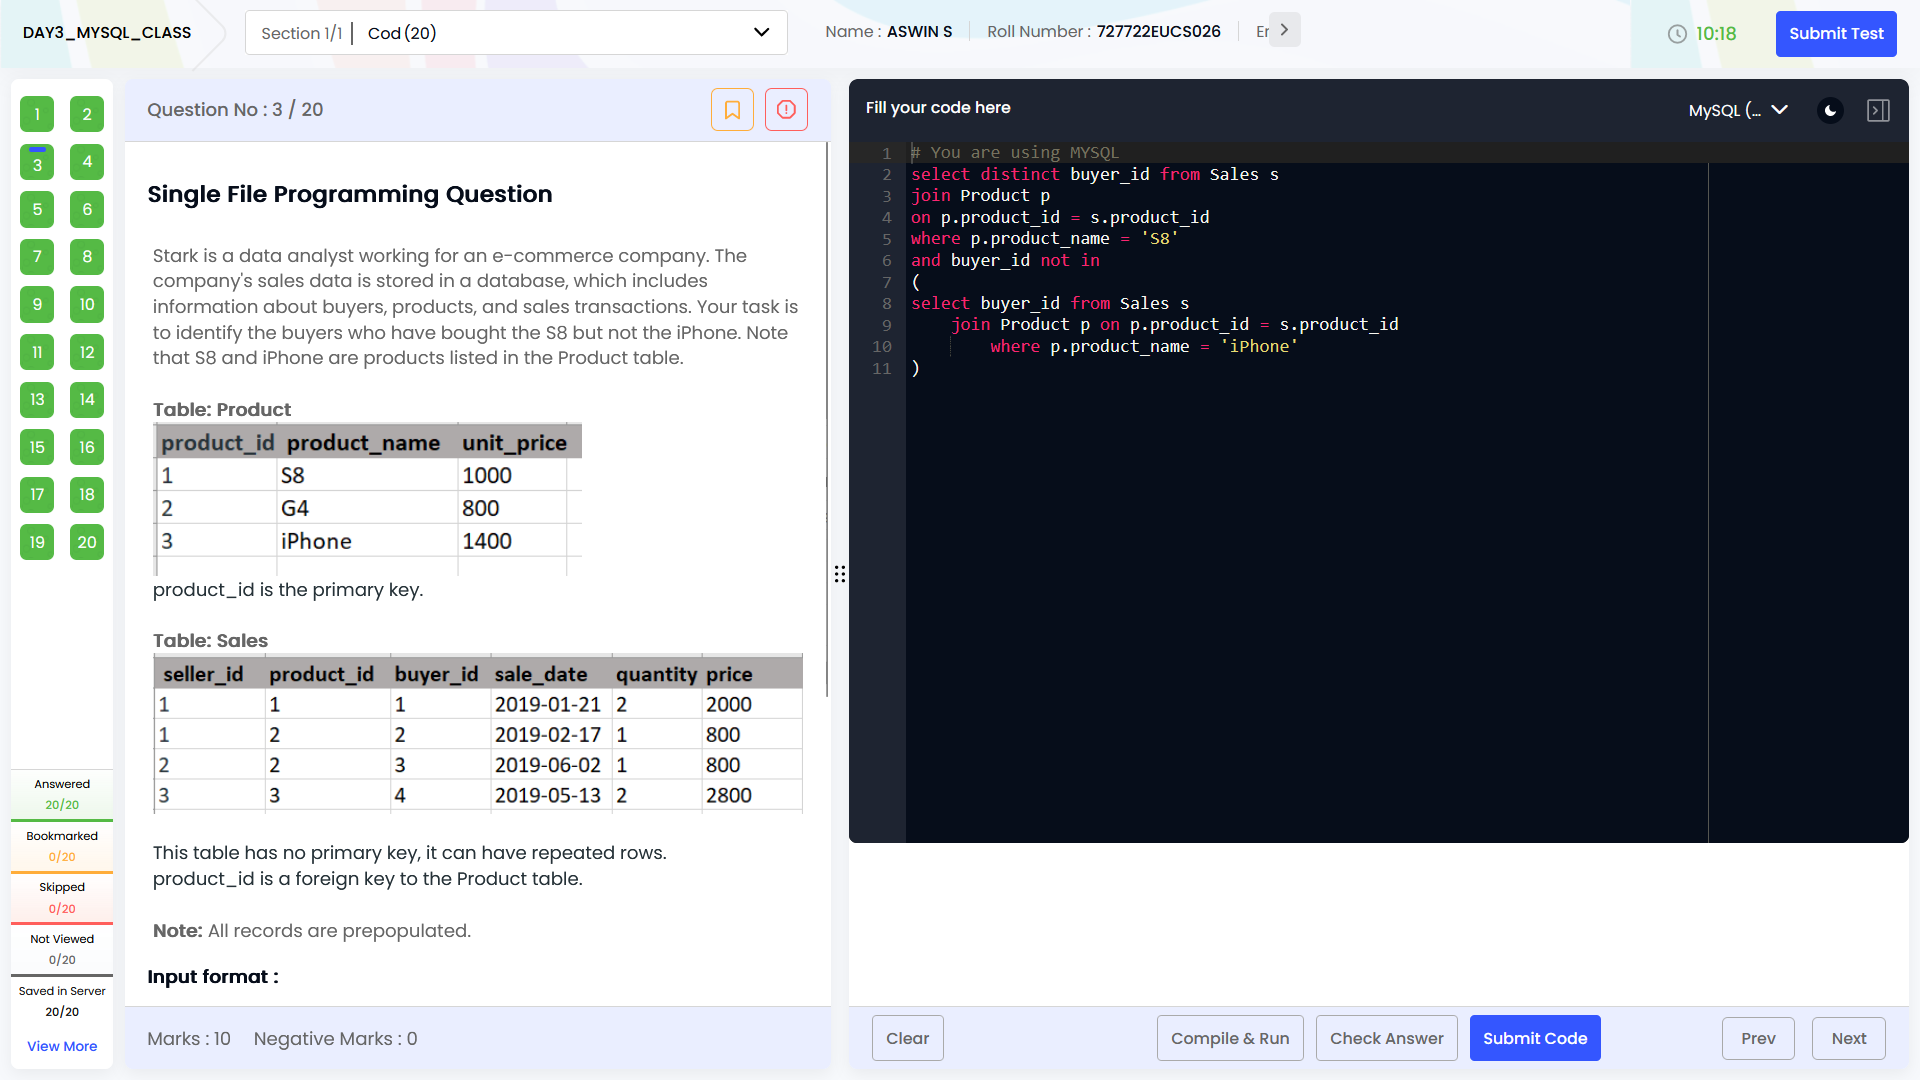 DAY3_MYSQL_CLASS
Section 1/1 | Cod (20)
Name : ASWIN S
Roll Number : 727722EUCS026
10:18
Submit Test
1 2
3 4
5 6
7 8
9 10
11 12
13 14
15 16
17 18
19 20
Answered
20/20
Bookmarked
0/20
Skipped
0/20
Not Viewed
0/20
Saved in Server
20/20
View More
Question No : 3 / 20
Single File Programming Question
Stark is a data analyst working for an e-commerce company. The
company's sales data is stored in a database, which includes
information about buyers, products, and sales transactions. Your task is
to identify the buyers who have bought the S8 but not the iPhone. Note
that S8 and iPhone are products listed in the Product table.
Table: Product
product_id product_name unit_price
1 S8 1000
2 G4 800
3 iPhone 1400
product_id is the primary key.
Table: Sales
seller_id product_id buyer_id sale_date quantity price
1 1 1 2019-01-21 2 2000
1 2 2 2019-02-17 1 800
2 2 3 2019-06-02 1 800
3 3 4 2019-05-13 2 2800
This table has no primary key, it can have repeated rows.
product_id is a foreign key to the Product table.
Note: All records are prepopulated.
Input format :
Marks : 10 Negative Marks : 0
Fill your code here
MySQL (...
1 # You are using MYSQL
2 select distinct buyer_id from Sales s
3 join Product p
4 on p.product_id = s.product_id
5 where p.product_name = 'S8'
6 and buyer_id not in
7 (
8 select buyer_id from Sales s
9 join Product p on p.product_id = s.product_id
10 where p.product_name = 'iPhone'
11 )
Clear
Compile & Run
Check Answer
Submit Code
Prev
Next